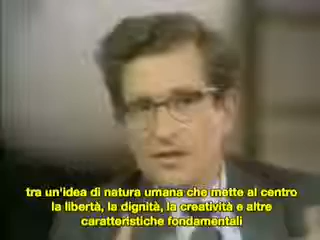 tra un'idea di natura umana che mette al centro
la libertà, la dignità, la creatività e altre
caratteristiche fondamentali